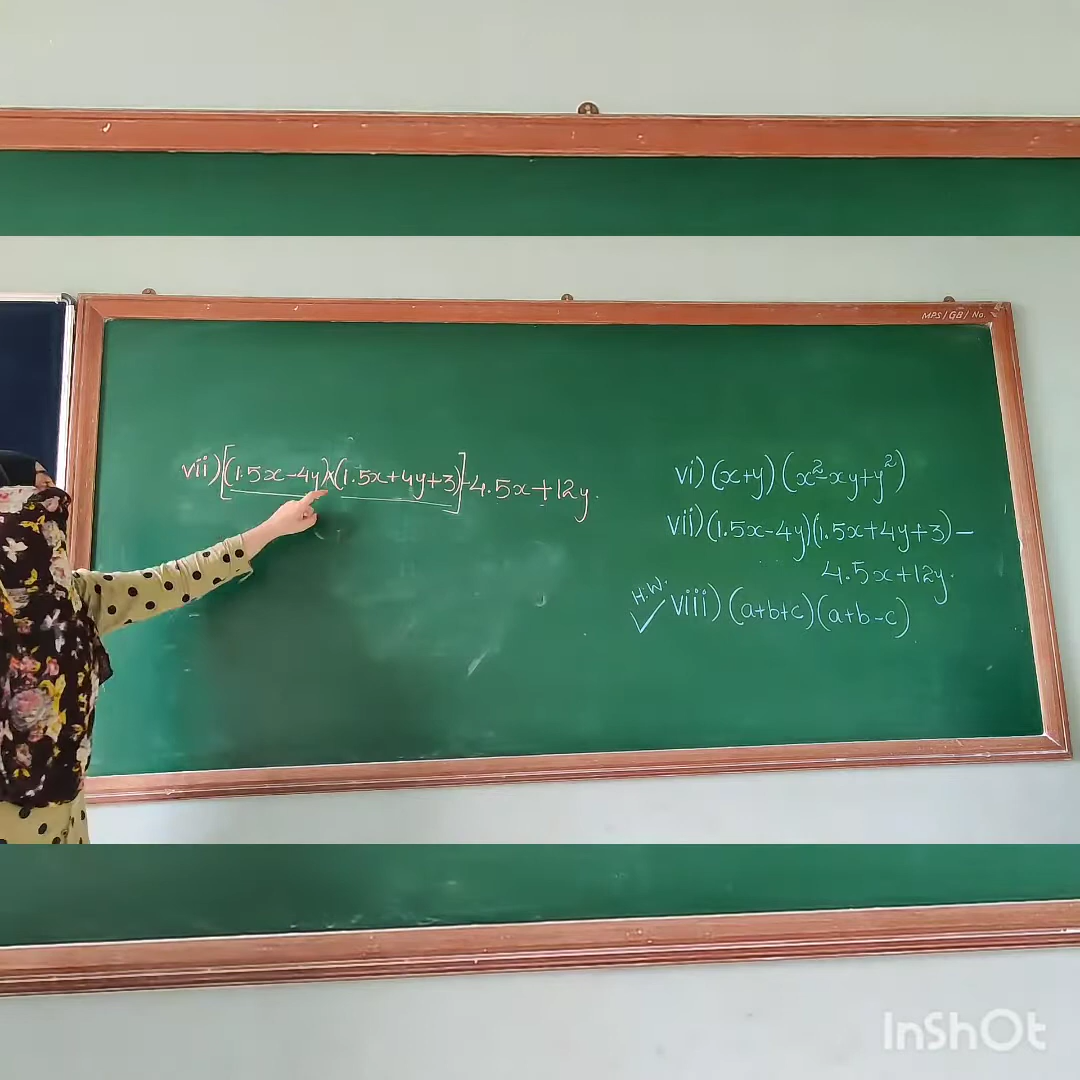 MPS/GB/No.
vii)[(1.5x-4y)×(1.5x+4y+3)]-4.5x+12y.
vi)(x+y)(x²-xy+y²)
vii)(1.5x-4y)(1.5x+4y+3)-
4.5x+12y.
H.W.
viii)(a+b+c)(a+b-c)
InShOt